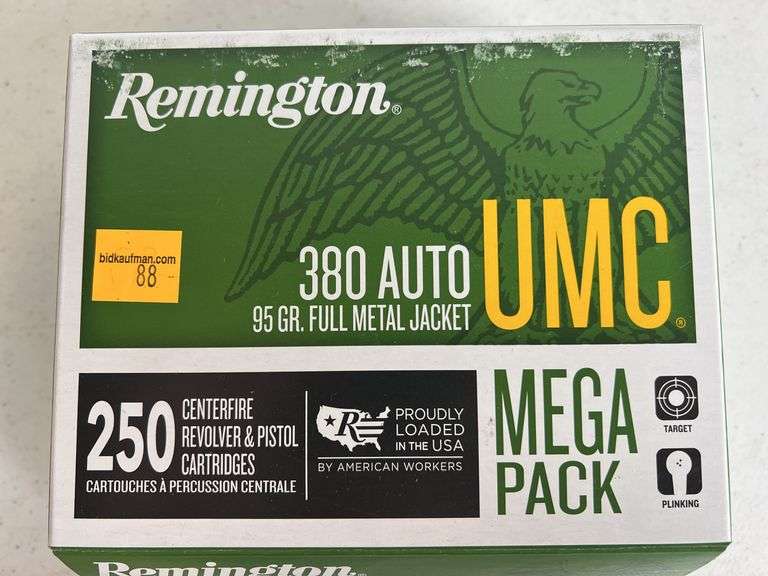 Remington®
bidkaufman.com
88
380 AUTO
95 GR. FULL METAL JACKET
UMC®
250
CENTERFIRE
REVOLVER & PISTOL
CARTRIDGES
CARTOUCHES À PERCUSSION CENTRALE
R
PROUDLY
LOADED
IN THE USA
BY AMERICAN WORKERS
MEGA
PACK
TARGET
PLINKING
Remington